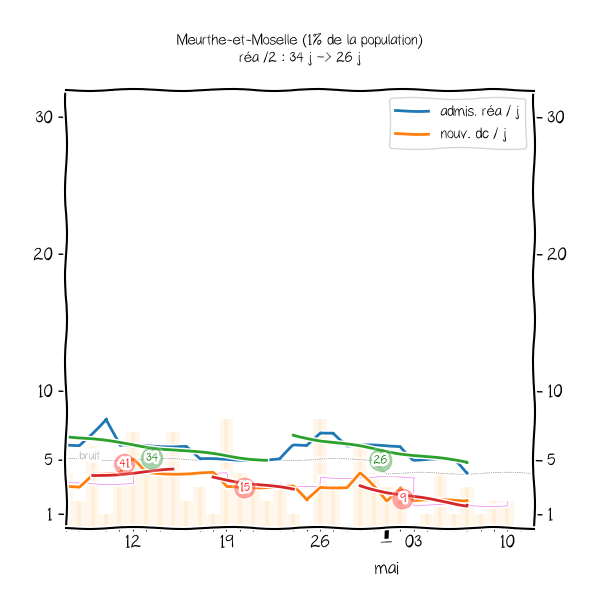 Meurthe-et-Moselle (1% de la population)
réa /2 : 34 j -> 26 j
admis. réa / j
nouv. dc / j
30 30
20 20
10 10
5 5
1 1
bruit
41 34 15 26 9
12 19 26 1 03 10
mai